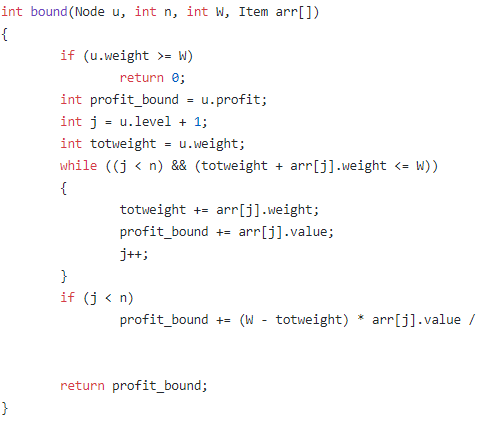 int bound(Node u, int n, int W, Item arr[])
{
if (u.weight >= W)
return 0;
int profit_bound = u.profit;
int j = u.level + 1;
int totweight = u.weight;
while ((j < n) && (totweight + arr[j].weight <= W))
{
totweight += arr[j].weight;
profit_bound += arr[j].value;
j++;
}
if (j < n)
profit_bound += (W - totweight) * arr[j].value /
return profit_bound;
}